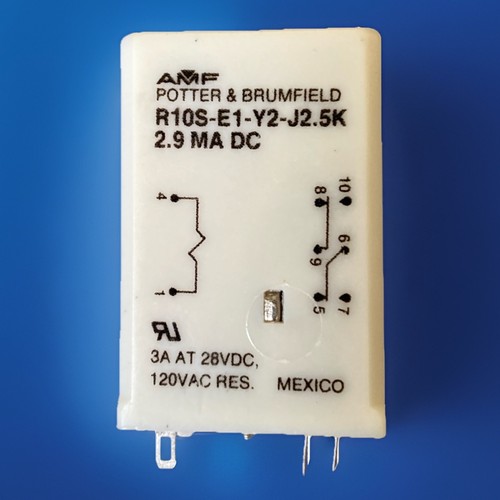 AMF
POTTER & BRUMFIELD
R10S-E1-Y2-J2.5K
2.9 MA DC
4
1
8 10
9 6
5 7
RU
3A AT 28VDC,
120VAC RES. MEXICO